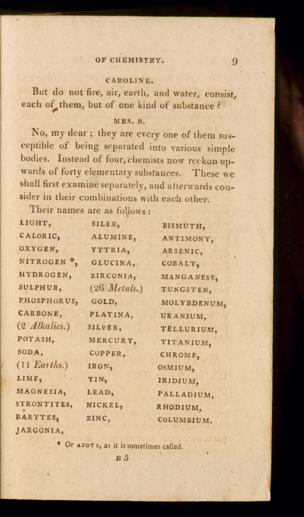 OF CHEMISTRY. 9
CAROLINE.
But do not fire, air, earth, and water, consist,
each of them, but of one kind of substance?
MRS. B.
No, my dear; they are every one of them sus-
ceptible of being separated into various simple
bodies. Instead of four, chemists now reckon up-
wards of forty elementary substances. These we
shall first examine separately, and afterwards con-
sider in their combinations with each other.
Their names are as follows:
LIGHT,
CALORIC,
OXYGEN,
NITROGEN *,
HYDROGEN,
SULPHUR,
PHOSPHORUS,
CARBONE,
(2 Alkalies.)
POTASH,
SODA,
(11 Earths.)
LIME,
MAGNESIA,
STRONTITES,
BARYTES,
JARGONIA,
SILEX,
ALUMINE,
YTTRIA,
GLUCINA,
ZIRCONIA,
(26 Metals.)
GOLD,
PLATINA,
SILVER,
MERCURY,
COPPER,
IRON,
TIN,
LEAD,
NICKEL,
ZINC,
BISMUTH,
ANTIMONY,
ARSENIC,
COBALT,
MANGANESE,
TUNGSTEN,
MOLYBDENUM,
URANIUM,
TELLURIUM,
TITANIUM,
CHROME,
OSMIUM,
IRIDIUM,
PALLADIUM,
RHODIUM,
COLUMBIUM.
* Or AZOTE, as it is sometimes called.
B 5